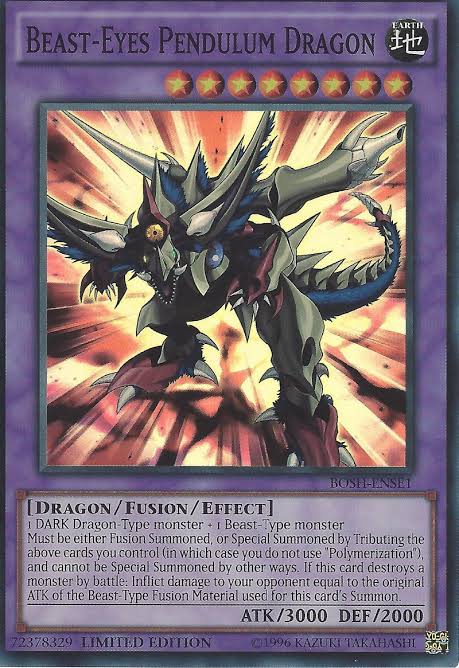 BEAST-EYES PENDULUM DRAGON
EARTH
地
BOSH-ENSE1
[DRAGON/FUSION/EFFECT]
1 DARK Dragon-Type monster + 1 Beast-Type monster
Must be either Fusion Summoned, or Special Summoned by Tributing the
above cards you control (in which case you do not use "Polymerization"),
and cannot be Special Summoned by other ways. If this card destroys a
monster by battle: Inflict damage to your opponent equal to the original
ATK of the Beast-Type Fusion Material used for this card's Summon.
ATK/3000 DEF/2000
72378329 LIMITED EDITION ©1996 KAZUKI TAKAHASHI